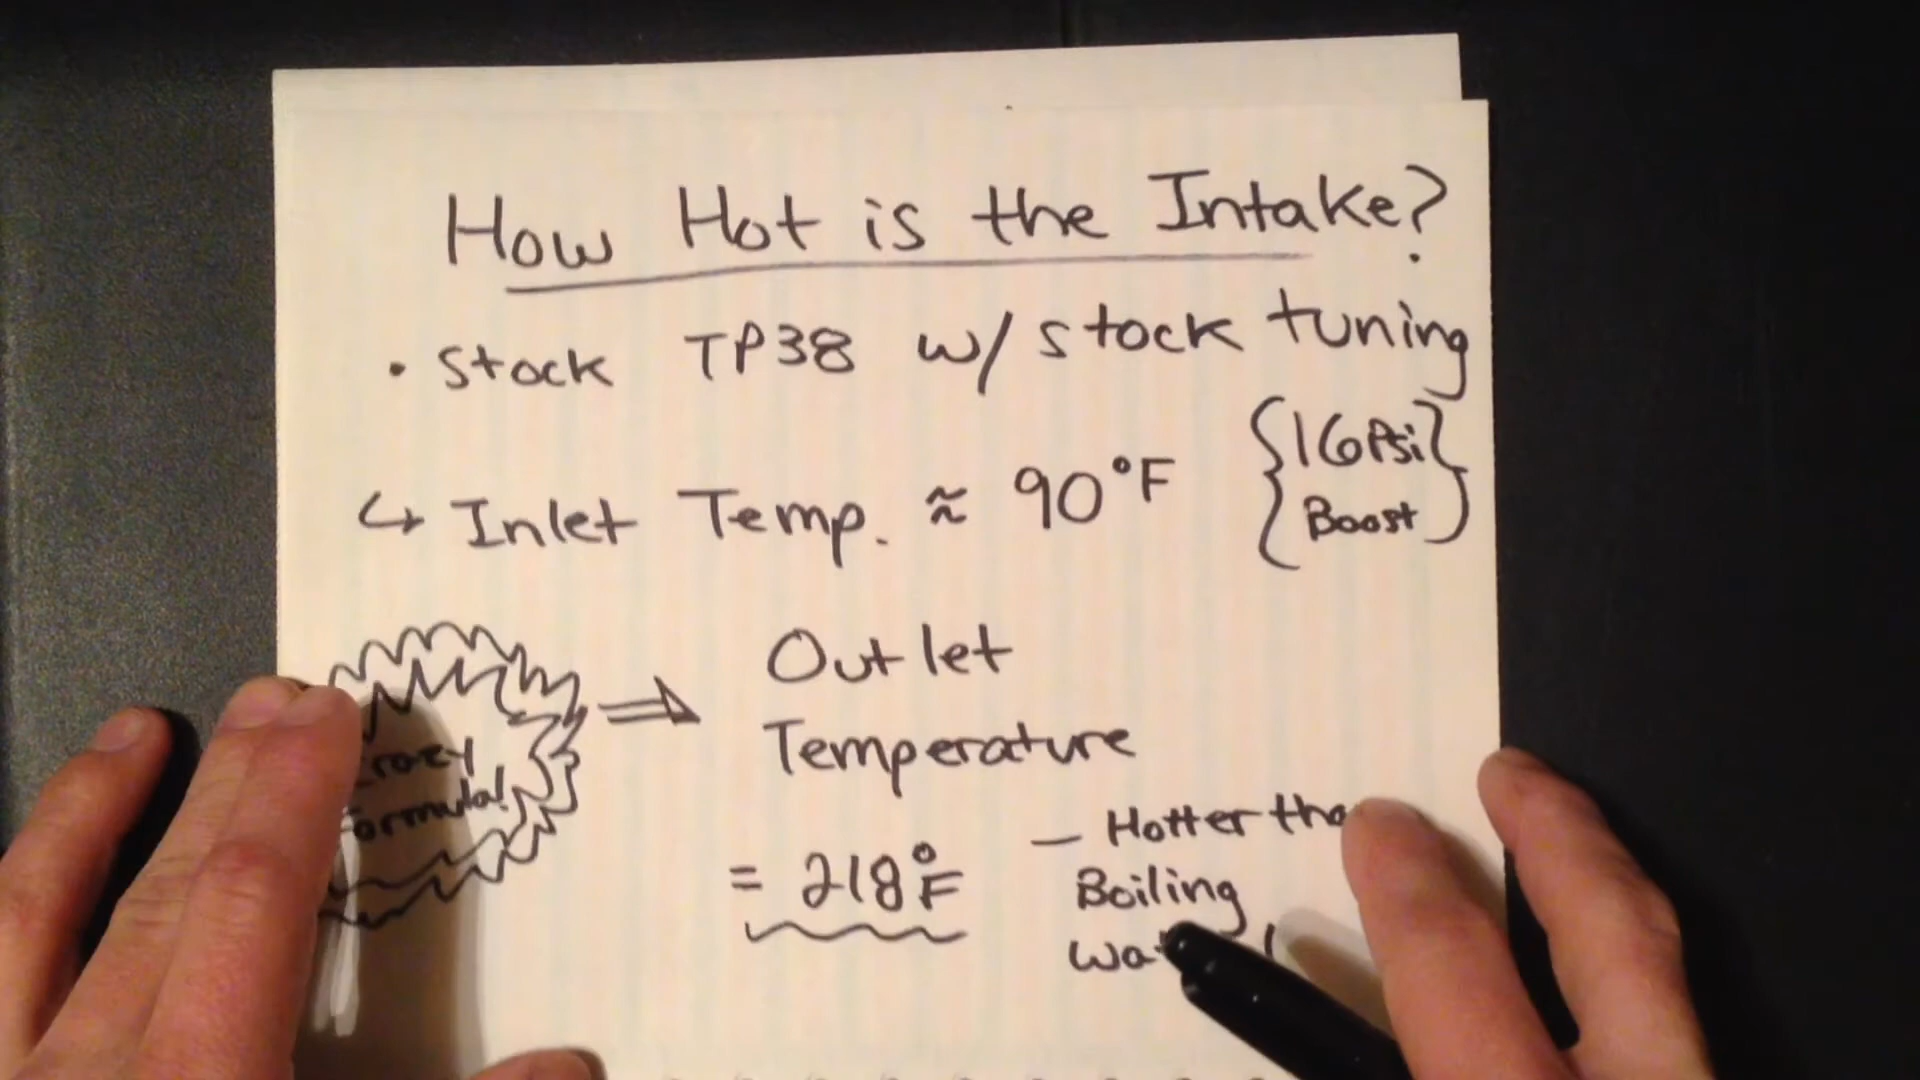 How Hot is the Intake?
• Stock TP38 w/ stock tuning
{16Psi}
{Boost}
↳ Inlet Temp. ≈ 90°F
Formula!
⇒ Outlet
Temperature
= 218°F
— Hotter
Boiling